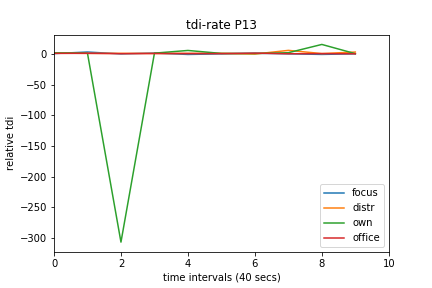 tdi-rate P13
relative tdi
0
−50
−100
−150
−200
−250
−300
0 2 4 6 8 10
time intervals (40 secs)
focus
distr
own
office